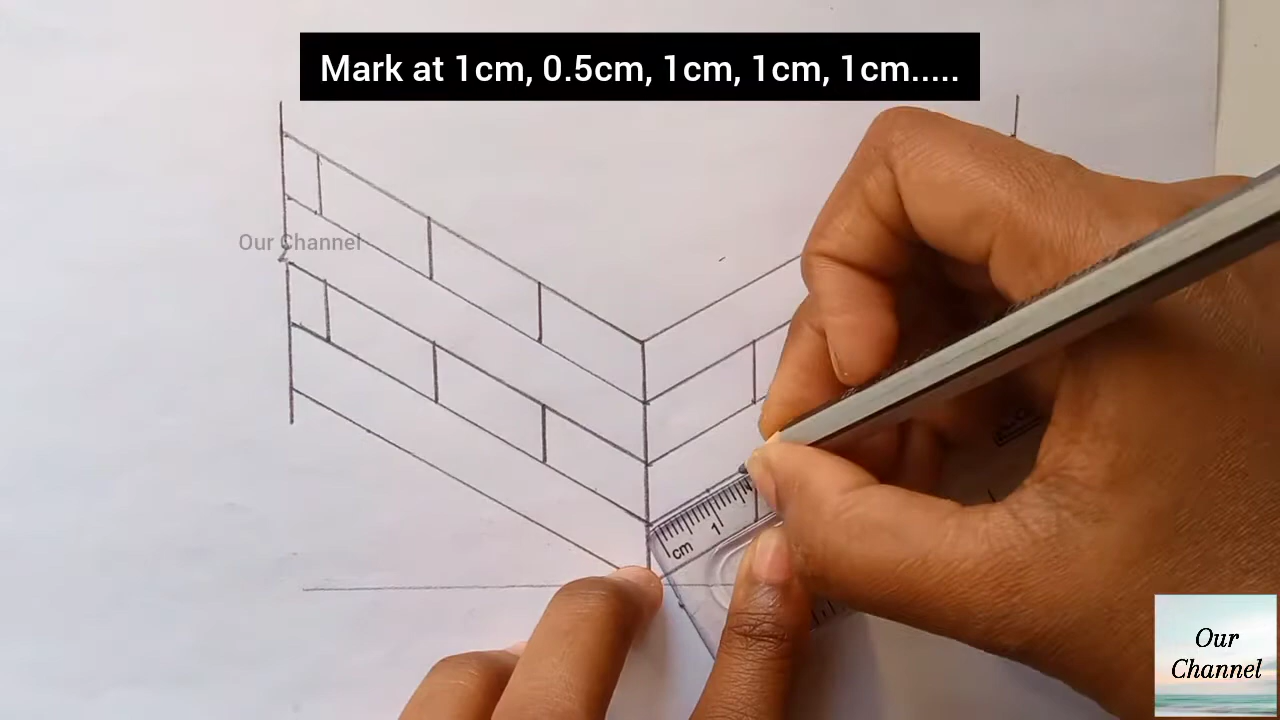 Mark at 1cm, 0.5cm, 1cm, 1cm, 1cm.....
Our Channel
1
cm
Our
Channel